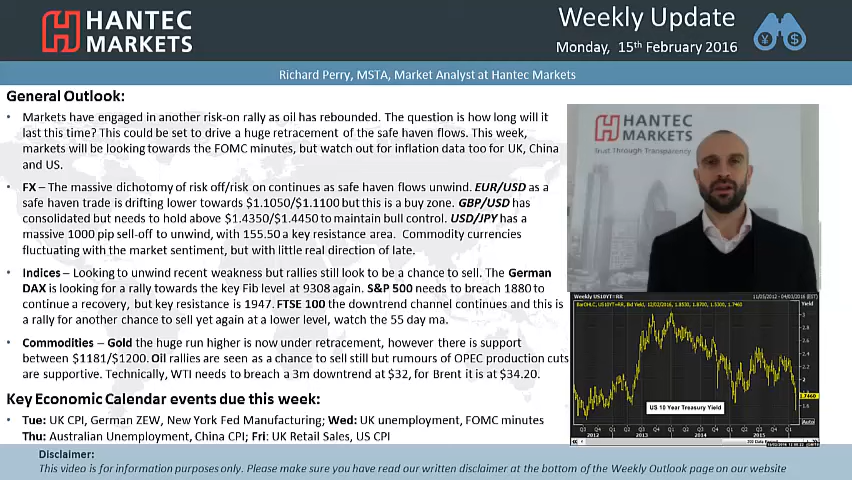 HANTEC
MARKETS
Weekly Update
Monday, 15th February 2016
Richard Perry, MSTA, Market Analyst at Hantec Markets
General Outlook:
• Markets have engaged in another risk-on rally as oil has rebounded. The question is how long will it
last this time? This could be set to drive a huge retracement of the safe haven flows. This week,
markets will be looking towards the FOMC minutes, but watch out for inflation data too for UK, China
and US.
• FX – The massive dichotomy of risk off/risk on continues as safe haven flows unwind. EUR/USD as a
safe haven trade is drifting lower towards $1.1050/$1.1100 but this is a buy zone. GBP/USD has
consolidated but needs to hold above $1.4350/$1.4450 to maintain bull control. USD/JPY has a
massive 1000 pip sell-off to unwind, with 155.50 a key resistance area. Commodity currencies
fluctuating with the market sentiment, but with little real direction of late.
• Indices – Looking to unwind recent weakness but rallies still look to be a chance to sell. The German
DAX is looking for a rally towards the key Fib level at 9308 again. S&P 500 needs to breach 1880 to
continue a recovery, but key resistance is 1947. FTSE 100 the downtrend channel continues and this is
a rally for another chance to sell yet again at a lower level, watch the 55 day ma.
• Commodities – Gold the huge run higher is now under retracement, however there is support
between $1181/$1200. Oil rallies are seen as a chance to sell still but rumours of OPEC production cuts
are supportive. Technically, WTI needs to breach a 3m downtrend at $32, for Brent it is at $34.20.
Key Economic Calendar events due this week:
• Tue: UK CPI, German ZEW, New York Fed Manufacturing; Wed: UK unemployment, FOMC minutes
Thu: Australian Unemployment, China CPI; Fri: UK Retail Sales, US CPI
HANTEC
MARKETS
Trust Through Transparency
Weekly US10YT=RR
Yield
US 10 Year Treasury Yield
1.7460
Auto
2012 2013 2014 2015
Disclaimer:
This video is for information purposes only. Please make sure you have read our written disclaimer at the bottom of the Weekly Outlook page on our website